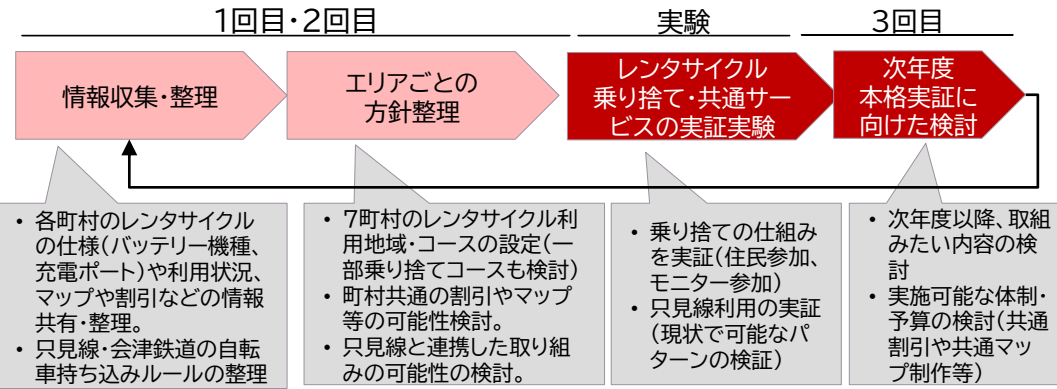 1回目・2回目
実験
3回目
情報収集・整理
エリアごとの
方針整理
レンタサイクル
乗り捨て・共通サー
ビスの実証実験
次年度
本格実証に
向けた検討
• 各町村のレンタサイクル
の仕様(バッテリー機種、
充電ポート)や利用状況、
マップや割引などの情報
共有・整理。
• 只見線・会津鉄道の自転
車持ち込みルールの整理
• 7町村のレンタサイクル利
用地域・コースの設定(一
部乗り捨てコースも検討)
• 町村共通の割引やマップ
等の可能性検討。
• 只見線と連携した取り組
みの可能性の検討。
• 乗り捨ての仕組み
を実証(住民参加、
モニター参加)
• 只見線利用の実証
(現状で可能なパ
ターンの検証)
• 次年度以降、取組
みたい内容の検
討
• 実施可能な体制・
予算の検討(共通
割引や共通マッ
プ制作等)